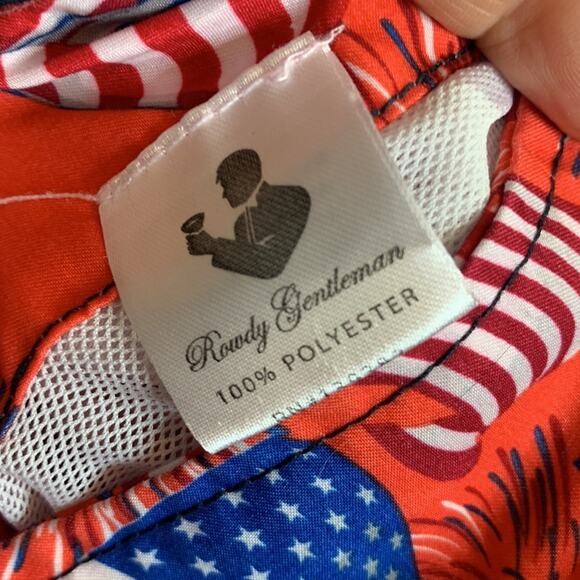 Rowdy Gentleman
100% POLYESTER